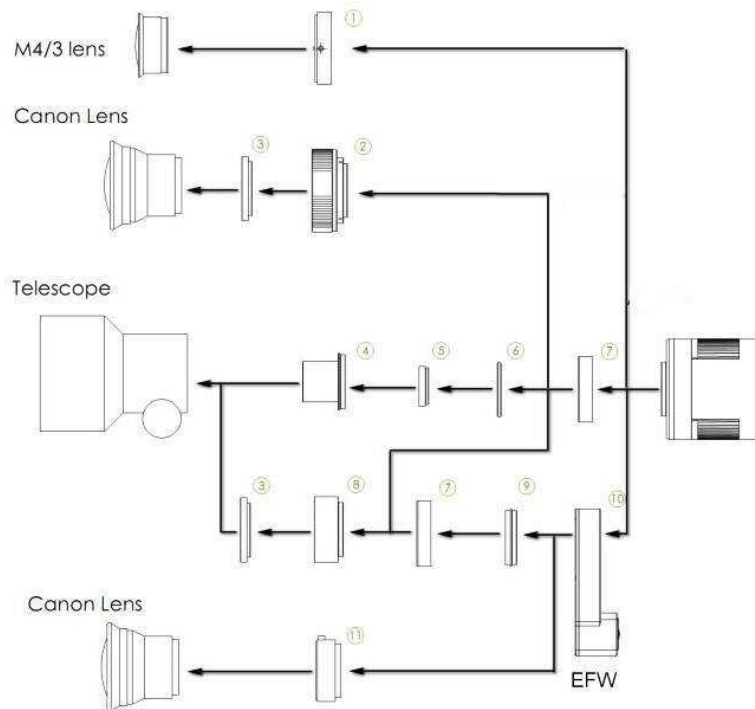 ①
M4/3 lens
Canon Lens
③
②
Telescope
④
⑤
⑥
⑦
③
⑧
⑦
⑨
⑩
Canon Lens
⑪
EFW